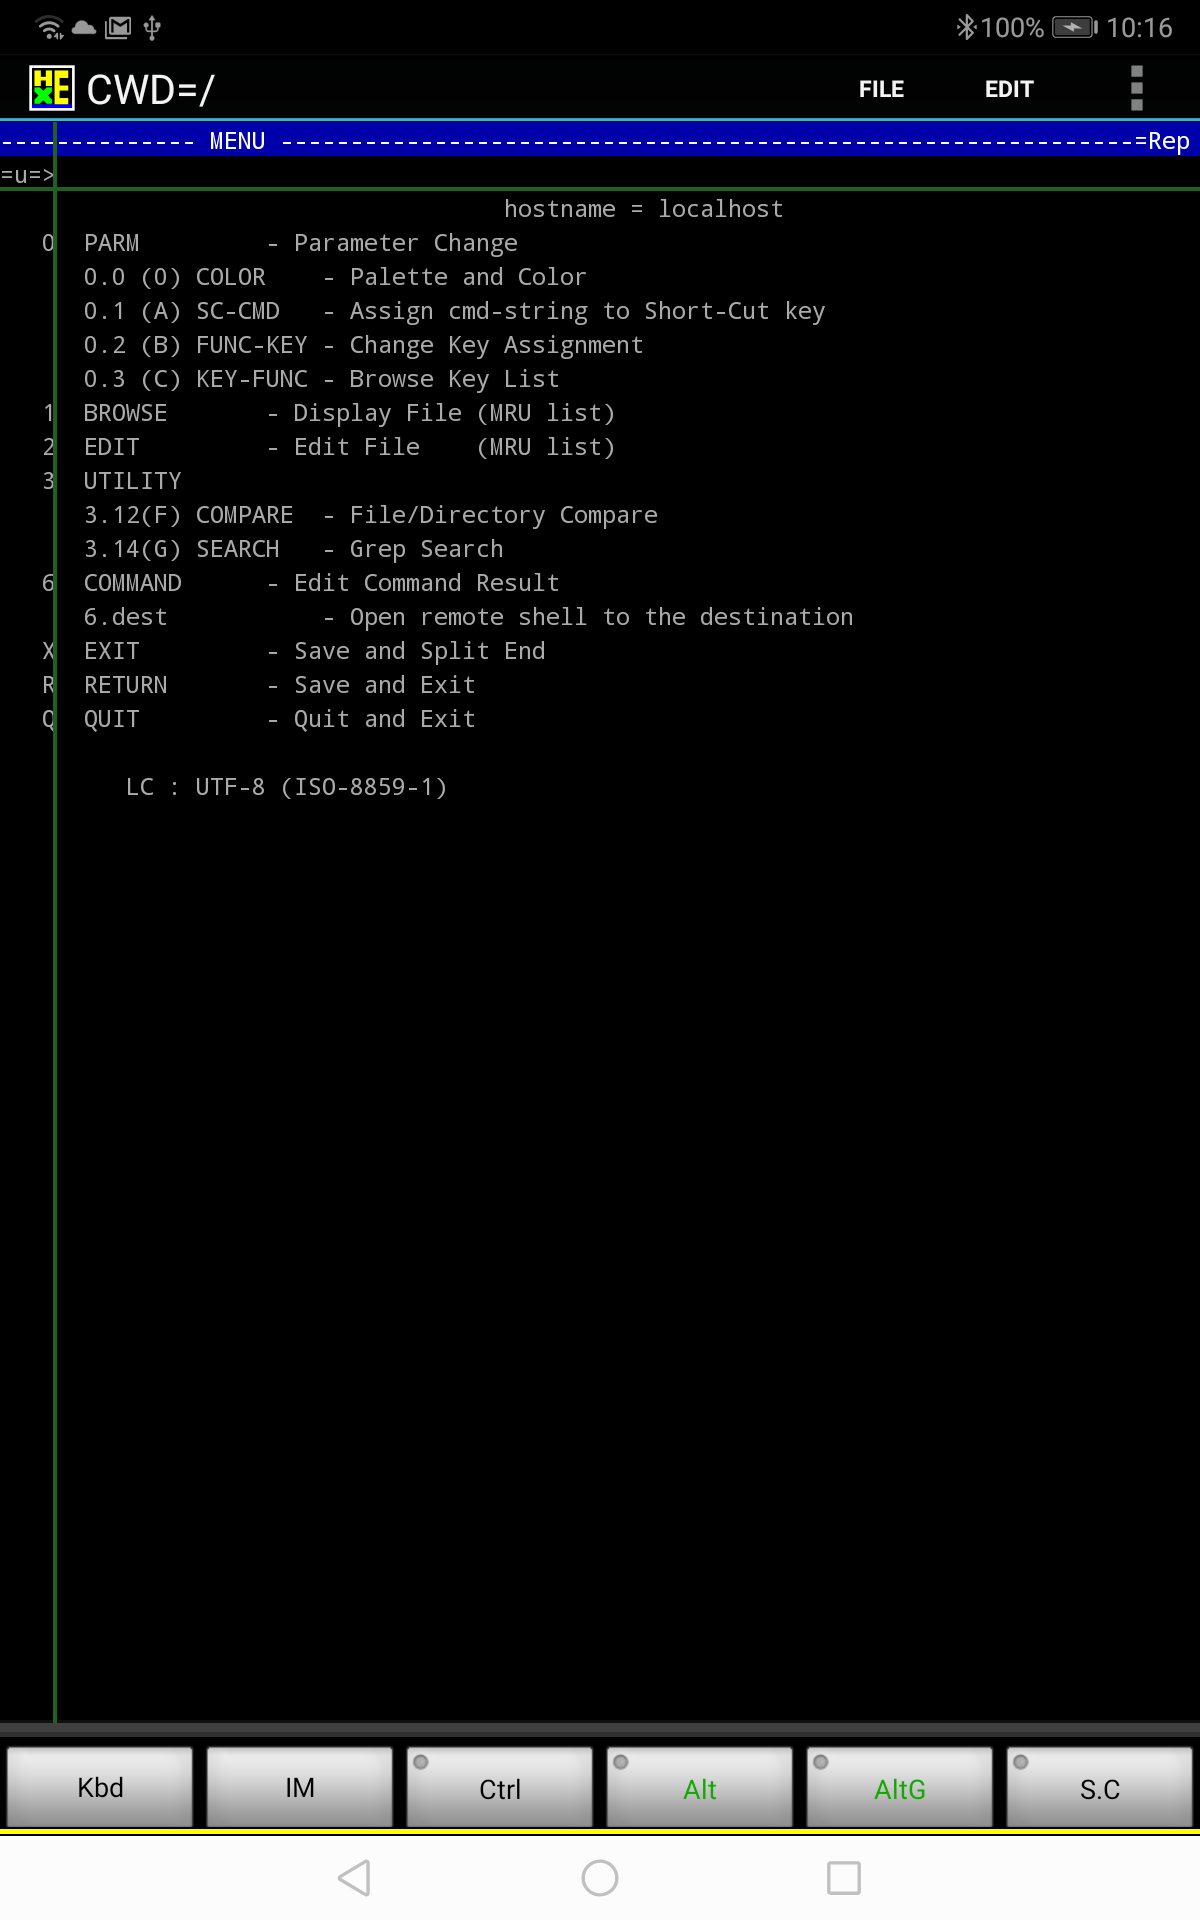 100% 10:16
HEX CWD=/ FILE EDIT
-------------- MENU -------------------------------------------------------------=Rep
=u=>
hostname = localhost
0 PARM - Parameter Change
0.0 (0) COLOR - Palette and Color
0.1 (A) SC-CMD - Assign cmd-string to Short-Cut key
0.2 (B) FUNC-KEY - Change Key Assignment
0.3 (C) KEY-FUNC - Browse Key List
1 BROWSE - Display File (MRU list)
2 EDIT - Edit File (MRU list)
3 UTILITY
3.12(F) COMPARE - File/Directory Compare
3.14(G) SEARCH - Grep Search
6 COMMAND - Edit Command Result
6.dest - Open remote shell to the destination
X EXIT - Save and Split End
R RETURN - Save and Exit
Q QUIT - Quit and Exit
LC : UTF-8 (ISO-8859-1)
Kbd IM Ctrl Alt AltG S.C